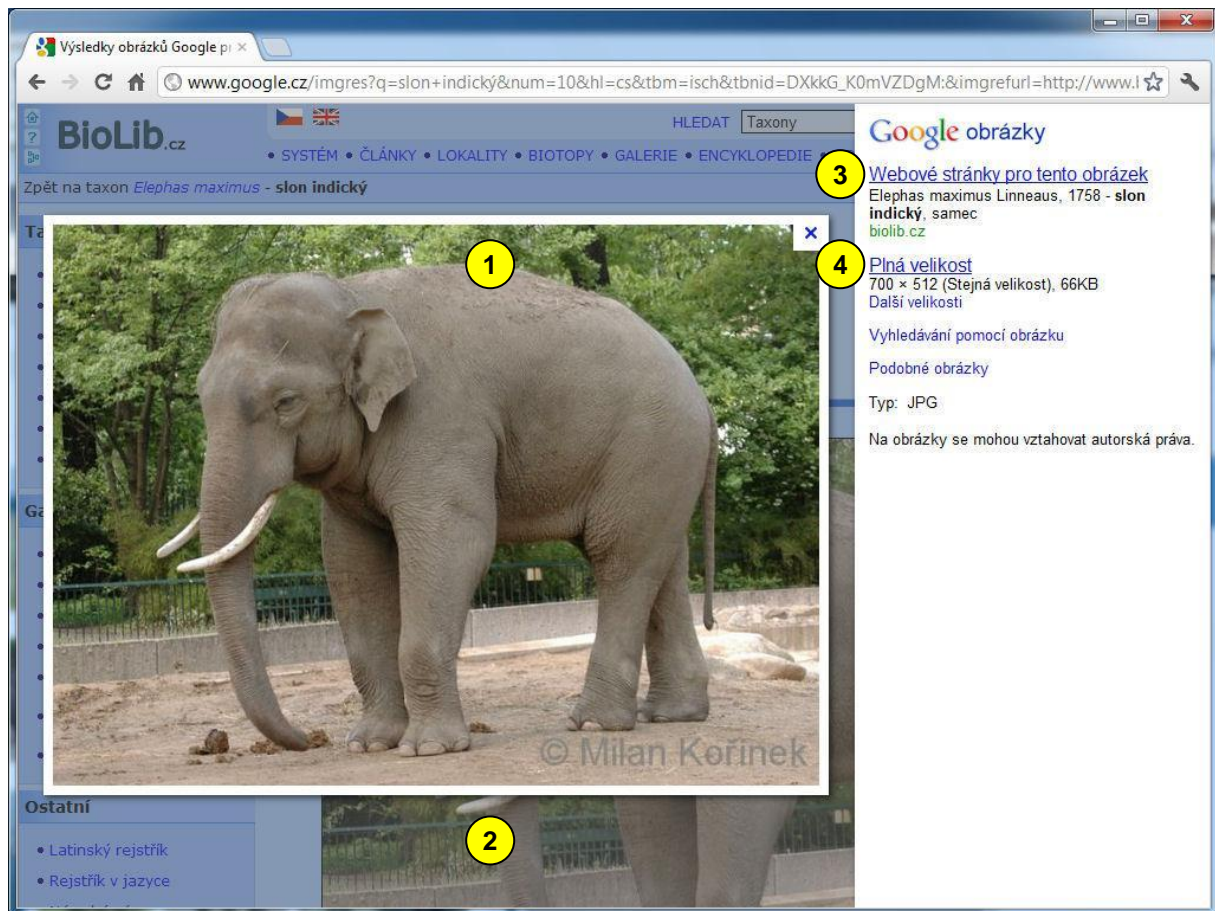 Výsledky obrázků Google pr
www.google.cz/imgres?q=slon+indický&num=10&hl=cs&tbm=isch&tbnid=DXkkG_K0mVZDgM:&imgrefurl=http://www.l
BioLib.cz
HLEDAT Taxony
• SYSTÉM • ČLÁNKY • LOKALITY • BIOTOPY • GALERIE • ENCYKLOPEDIE •
Zpět na taxon Elephas maximus - slon indický
Google obrázky
3 Webové stránky pro tento obrázek
Elephas maximus Linneaus, 1758 - slon
indický, samec
biolib.cz
4 Plná velikost
700 × 512 (Stejná velikost), 66KB
Další velikosti
Vyhledávání pomocí obrázku
Podobné obrázky
Typ: JPG
Na obrázky se mohou vztahovat autorská práva.
Ta
1
Ga
© Milan Kořínek
Ostatní
2
• Latinský rejstřík
• Rejstřík v jazyce